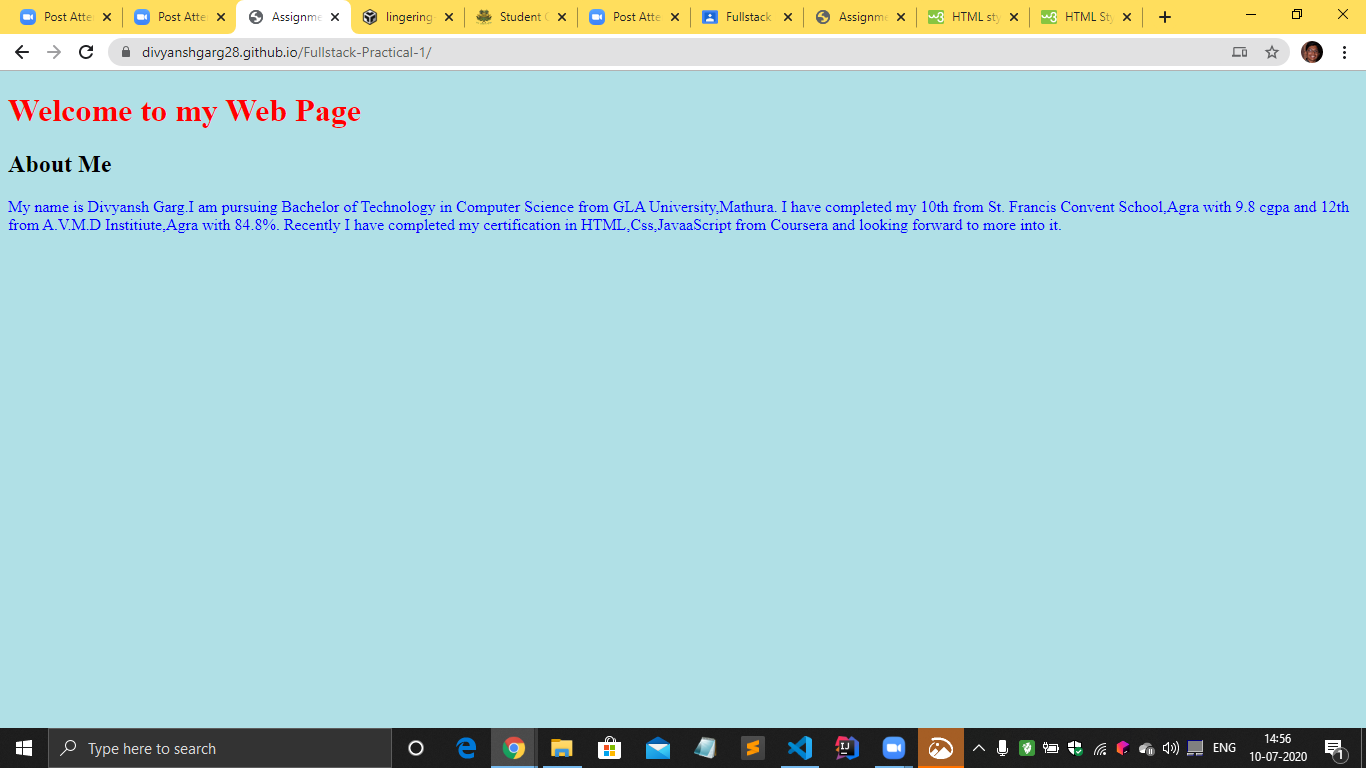 Post Atte
Post Atte
Assignme
lingering
Student
Post Atte
Fullstack
Assignme
HTML sty
HTML Sty
divyanshgarg28.github.io/Fullstack-Practical-1/
Welcome to my Web Page
About Me
My name is Divyansh Garg.I am pursuing Bachelor of Technology in Computer Science from GLA University,Mathura. I have completed my 10th from St. Francis Convent School,Agra with 9.8 cgpa and 12th
from A.V.M.D Institiute,Agra with 84.8%. Recently I have completed my certification in HTML,Css,JavaaScript from Coursera and looking forward to more into it.
Type here to search
ENG
14:56
10-07-2020
1